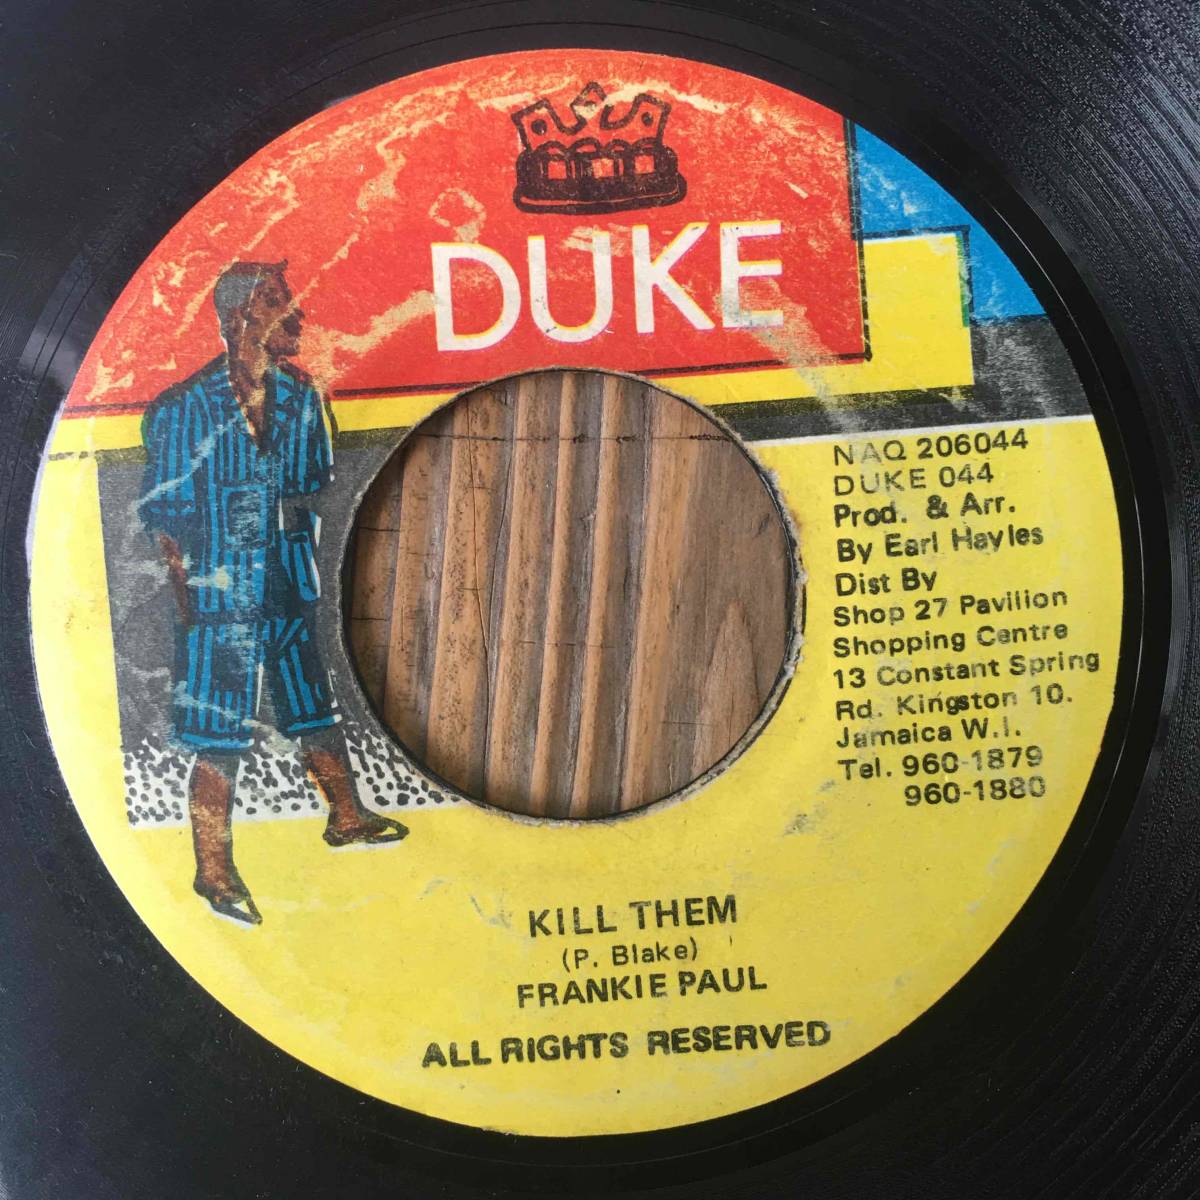 DUKE
NAQ 206044
DUKE 044
Prod. & Arr.
By Earl Hayles
Dist By
Shop 27 Pavilion
Shopping Centre
13 Constant Spring
Rd. Kingston 10.
Jamaica W.I.
Tel. 960-1879
960-1880
KILL THEM
(P. Blake)
FRANKIE PAUL
ALL RIGHTS RESERVED